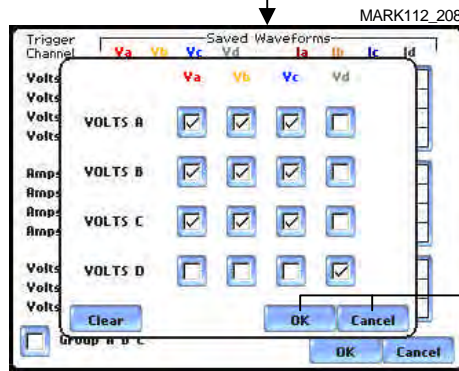 MARK112_208
Trigger Saved Waveforms
Channel Va Vb Vc Vd Ia Ib Ic Id
Volts Va Vb Vc Vd
Volts
Volts VOLTS A
Volts
Amps VOLTS B
Amps
Amps VOLTS C
Amps
Volts VOLTS D
Volts
Volts Clear OK Cancel
Group A B C OK Cancel